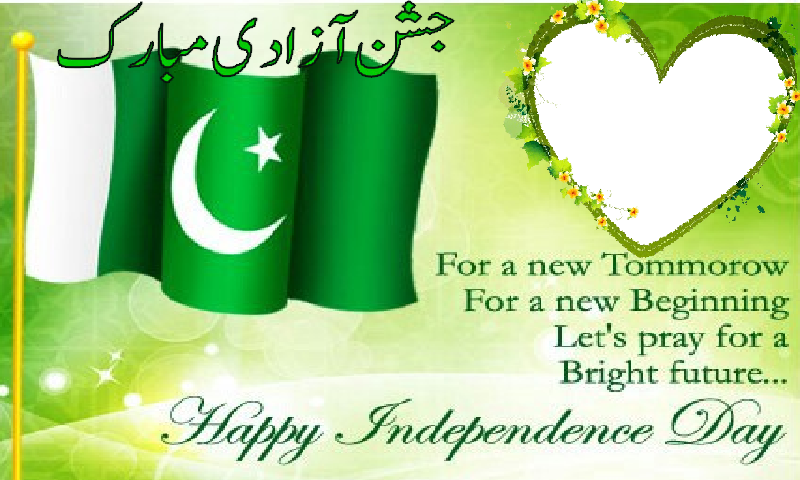 جشن آزادی مبارک
For a new Tommorow
For a new Beginning
Let's pray for a
Bright future...
Happy Independence Day